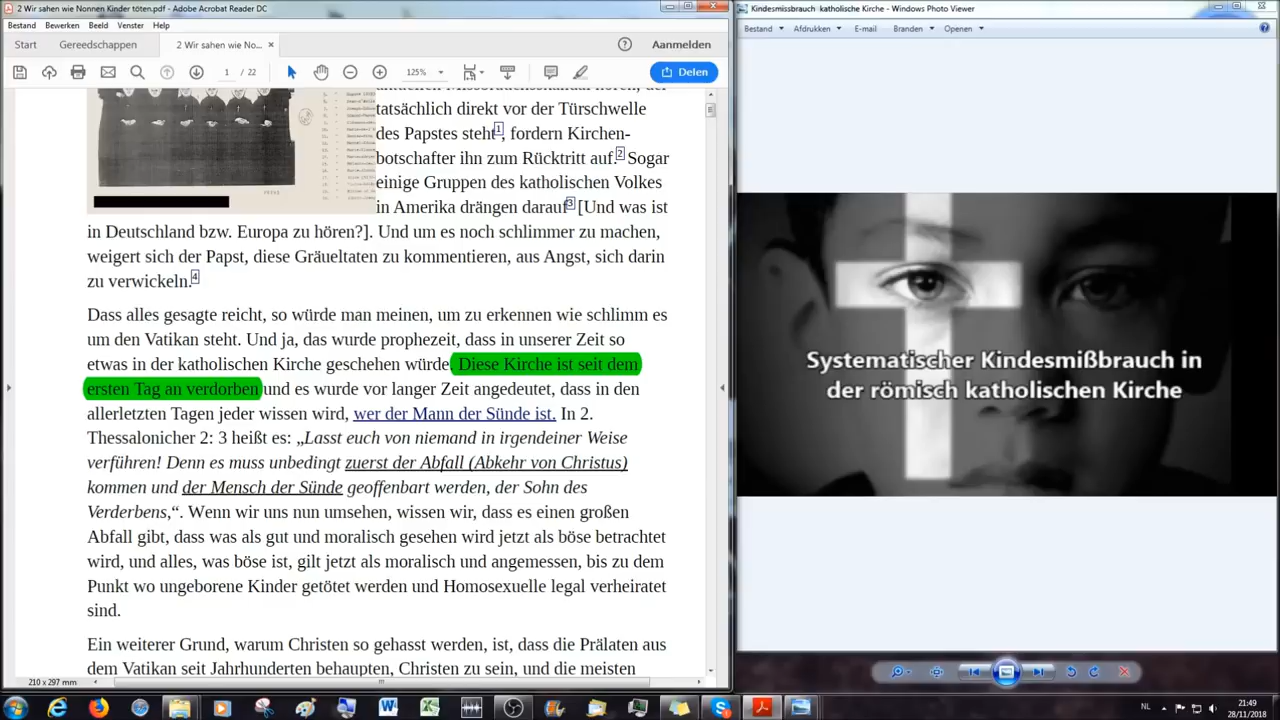 2 Wir sahen wie Nonnen Kinder töten.pdf - Adobe Acrobat Reader DC
Bestand Bewerken Beeld Venster Help
Start Gereedschappen 2 Wir sahen wie No... × Aanmelden
1 / 22 125% Delen
tatsächlich direkt vor der Türschwelle
des Papstes steht1, fordern Kirchen-
botschafter ihn zum Rücktritt auf.2 Sogar
einige Gruppen des katholischen Volkes
in Amerika drängen darauf3 [Und was ist
in Deutschland bzw. Europa zu hören?]. Und um es noch schlimmer zu machen,
weigert sich der Papst, diese Gräueltaten zu kommentieren, aus Angst, sich darin
zu verwickeln.4
Dass alles gesagte reicht, so würde man meinen, um zu erkennen wie schlimm es
um den Vatikan steht. Und ja, das wurde prophezeit, dass in unserer Zeit so
etwas in der katholischen Kirche geschehen würde. Diese Kirche ist seit dem
ersten Tag an verdorben und es wurde vor langer Zeit angedeutet, dass in den
allerletzten Tagen jeder wissen wird, wer der Mann der Sünde ist. In 2.
Thessalonicher 2: 3 heißt es: „Lasst euch von niemand in irgendeiner Weise
verführen! Denn es muss unbedingt zuerst der Abfall (Abkehr von Christus)
kommen und der Mensch der Sünde geoffenbart werden, der Sohn des
Verderbens,“. Wenn wir uns nun umsehen, wissen wir, dass es einen großen
Abfall gibt, dass was als gut und moralisch gesehen wird jetzt als böse betrachtet
wird, und alles, was böse ist, gilt jetzt als moralisch und angemessen, bis zu dem
Punkt wo ungeborene Kinder getötet werden und Homosexuelle legal verheiratet
sind.
Ein weiterer Grund, warum Christen so gehasst werden, ist, dass die Prälaten aus
dem Vatikan seit Jahrhunderten behaupten, Christen zu sein, und die meisten
210 x 297 mm
Kindesmissbrauch katholische Kirche - Windows Photo Viewer
Bestand Afdrukken E-mail Branden Openen
Systematischer Kindesmißbrauch in
der römisch katholischen Kirche
NL 21:49
28/11/2018